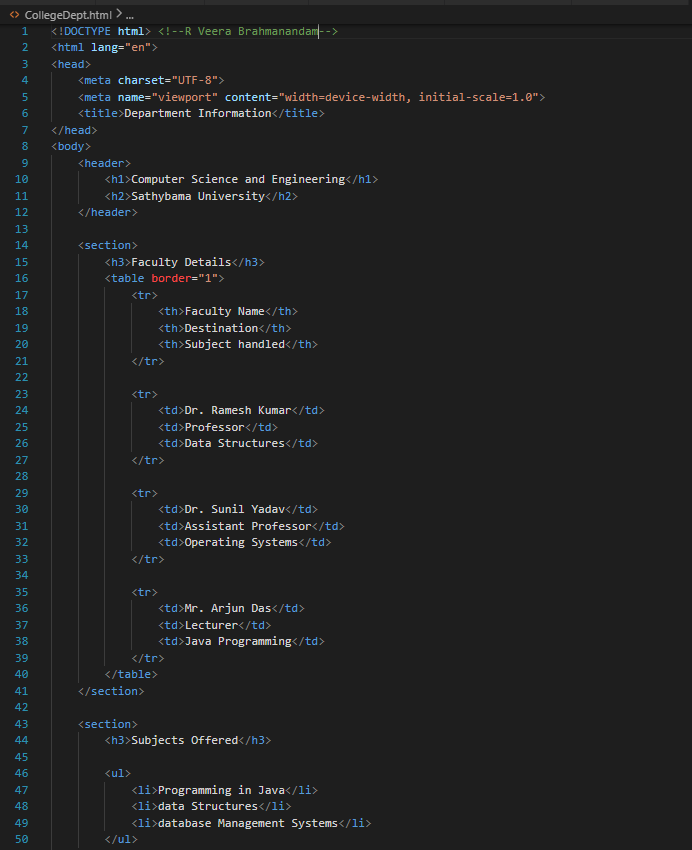 CollegeDept.html > ...
1 <!DOCTYPE html> <!--R Veera Brahmanandam-->
2 <html lang="en">
3 <head>
4     <meta charset="UTF-8">
5     <meta name="viewport" content="width=device-width, initial-scale=1.0">
6     <title>Department Information</title>
7 </head>
8 <body>
9     <header>
10         <h1>Computer Science and Engineering</h1>
11         <h2>Sathybama University</h2>
12     </header>
13
14     <section>
15         <h3>Faculty Details</h3>
16         <table border="1">
17             <tr>
18                 <th>Faculty Name</th>
19                 <th>Destination</th>
20                 <th>Subject handled</th>
21             </tr>
22
23             <tr>
24                 <td>Dr. Ramesh Kumar</td>
25                 <td>Professor</td>
26                 <td>Data Structures</td>
27             </tr>
28
29             <tr>
30                 <td>Dr. Sunil Yadav</td>
31                 <td>Assistant Professor</td>
32                 <td>Operating Systems</td>
33             </tr>
34
35             <tr>
36                 <td>Mr. Arjun Das</td>
37                 <td>Lecturer</td>
38                 <td>Java Programming</td>
39             </tr>
40         </table>
41     </section>
42
43     <section>
44         <h3>Subjects Offered</h3>
45
46         <ul>
47             <li>Programming in Java</li>
48             <li>data Structures</li>
49             <li>database Management Systems</li>
50         </ul>